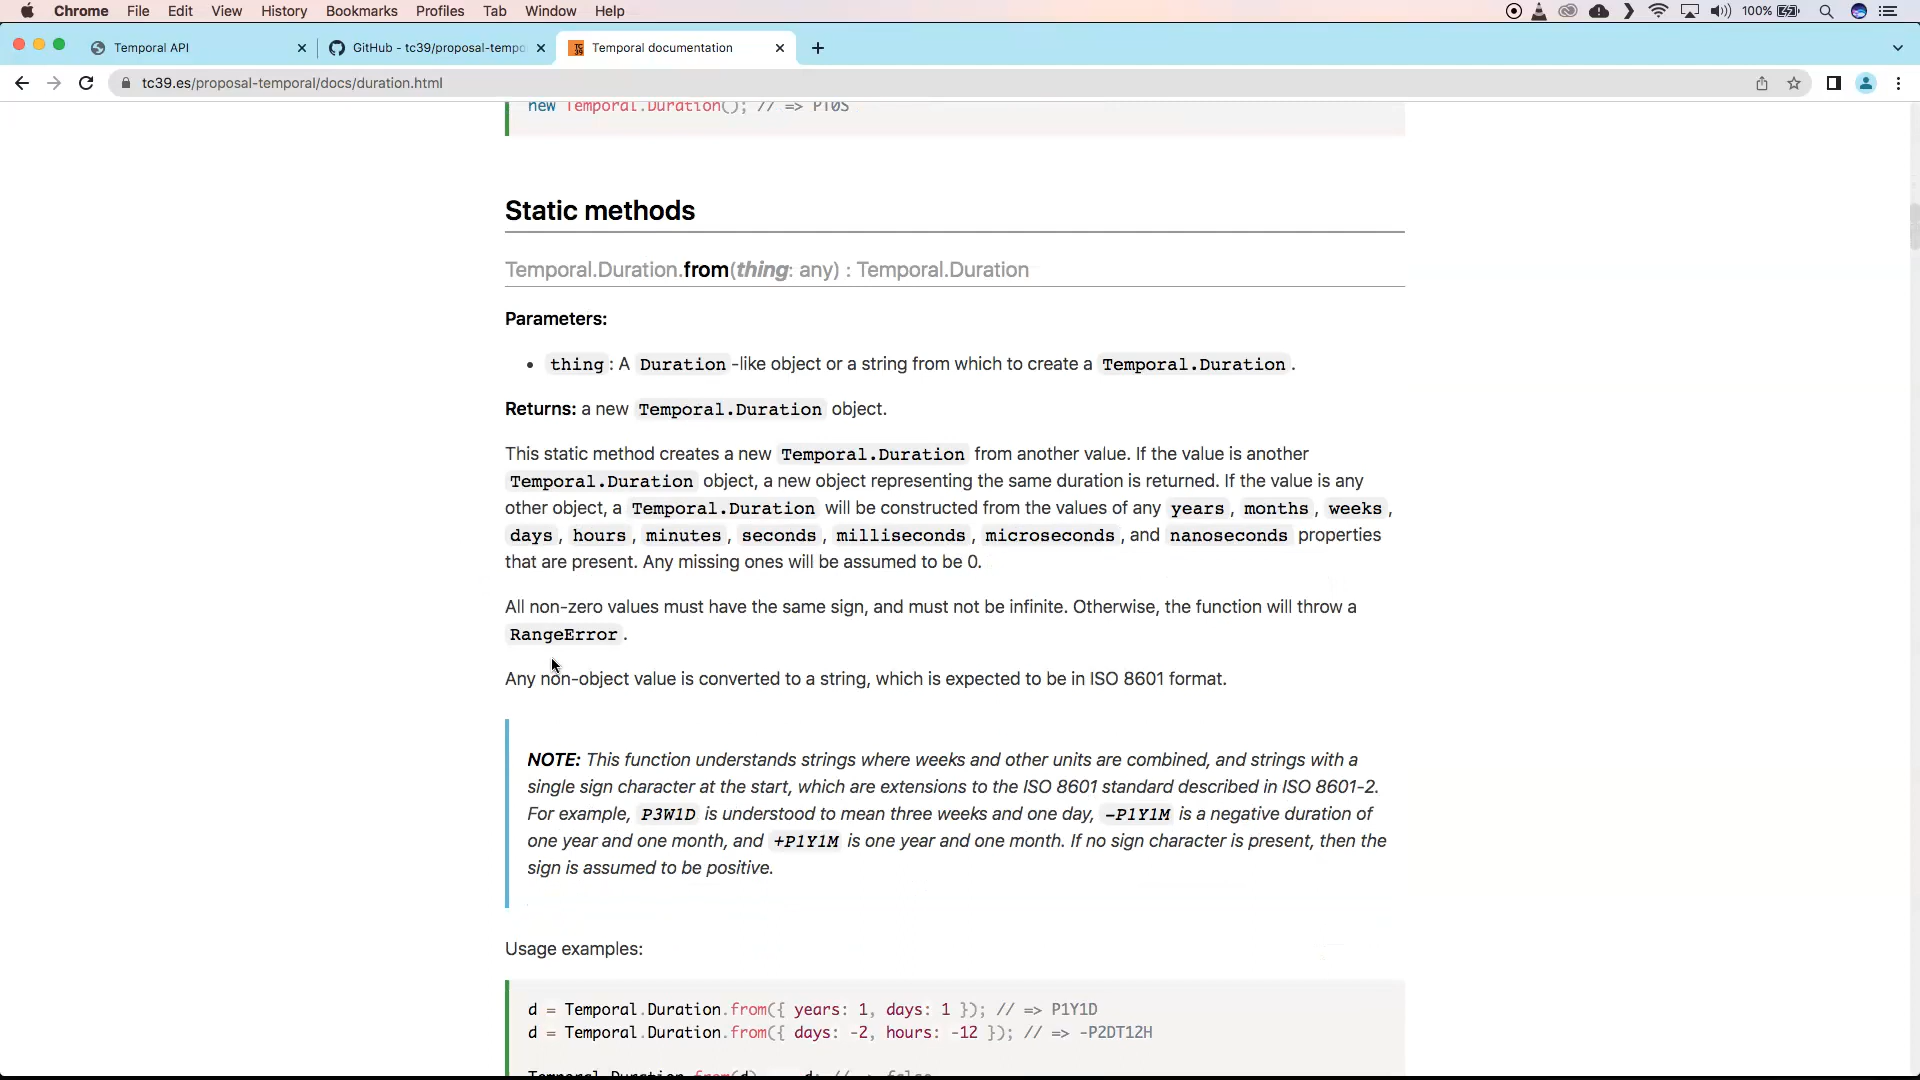 Chrome File Edit View History Bookmarks Profiles Tab Window Help 100%
Temporal API
GitHub - tc39/proposal-tempo
Temporal documentation
tc39.es/proposal-temporal/docs/duration.html
new Temporal.Duration(); // => PT0S
Static methods
Temporal.Duration.from(thing: any) : Temporal.Duration
Parameters:
• thing : A Duration -like object or a string from which to create a Temporal.Duration .
Returns: a new Temporal.Duration object.
This static method creates a new Temporal.Duration from another value. If the value is another
Temporal.Duration object, a new object representing the same duration is returned. If the value is any
other object, a Temporal.Duration will be constructed from the values of any years , months , weeks ,
days , hours , minutes , seconds , milliseconds , microseconds , and nanoseconds properties
that are present. Any missing ones will be assumed to be 0.
All non-zero values must have the same sign, and must not be infinite. Otherwise, the function will throw a
RangeError .
Any non-object value is converted to a string, which is expected to be in ISO 8601 format.
NOTE: This function understands strings where weeks and other units are combined, and strings with a
single sign character at the start, which are extensions to the ISO 8601 standard described in ISO 8601-2.
For example, P3W1D is understood to mean three weeks and one day, -P1Y1M is a negative duration of
one year and one month, and +P1Y1M is one year and one month. If no sign character is present, then the
sign is assumed to be positive.
Usage examples:
d = Temporal.Duration.from({ years: 1, days: 1 }); // => P1Y1D
d = Temporal.Duration.from({ days: -2, hours: -12 }); // => -P2DT12H